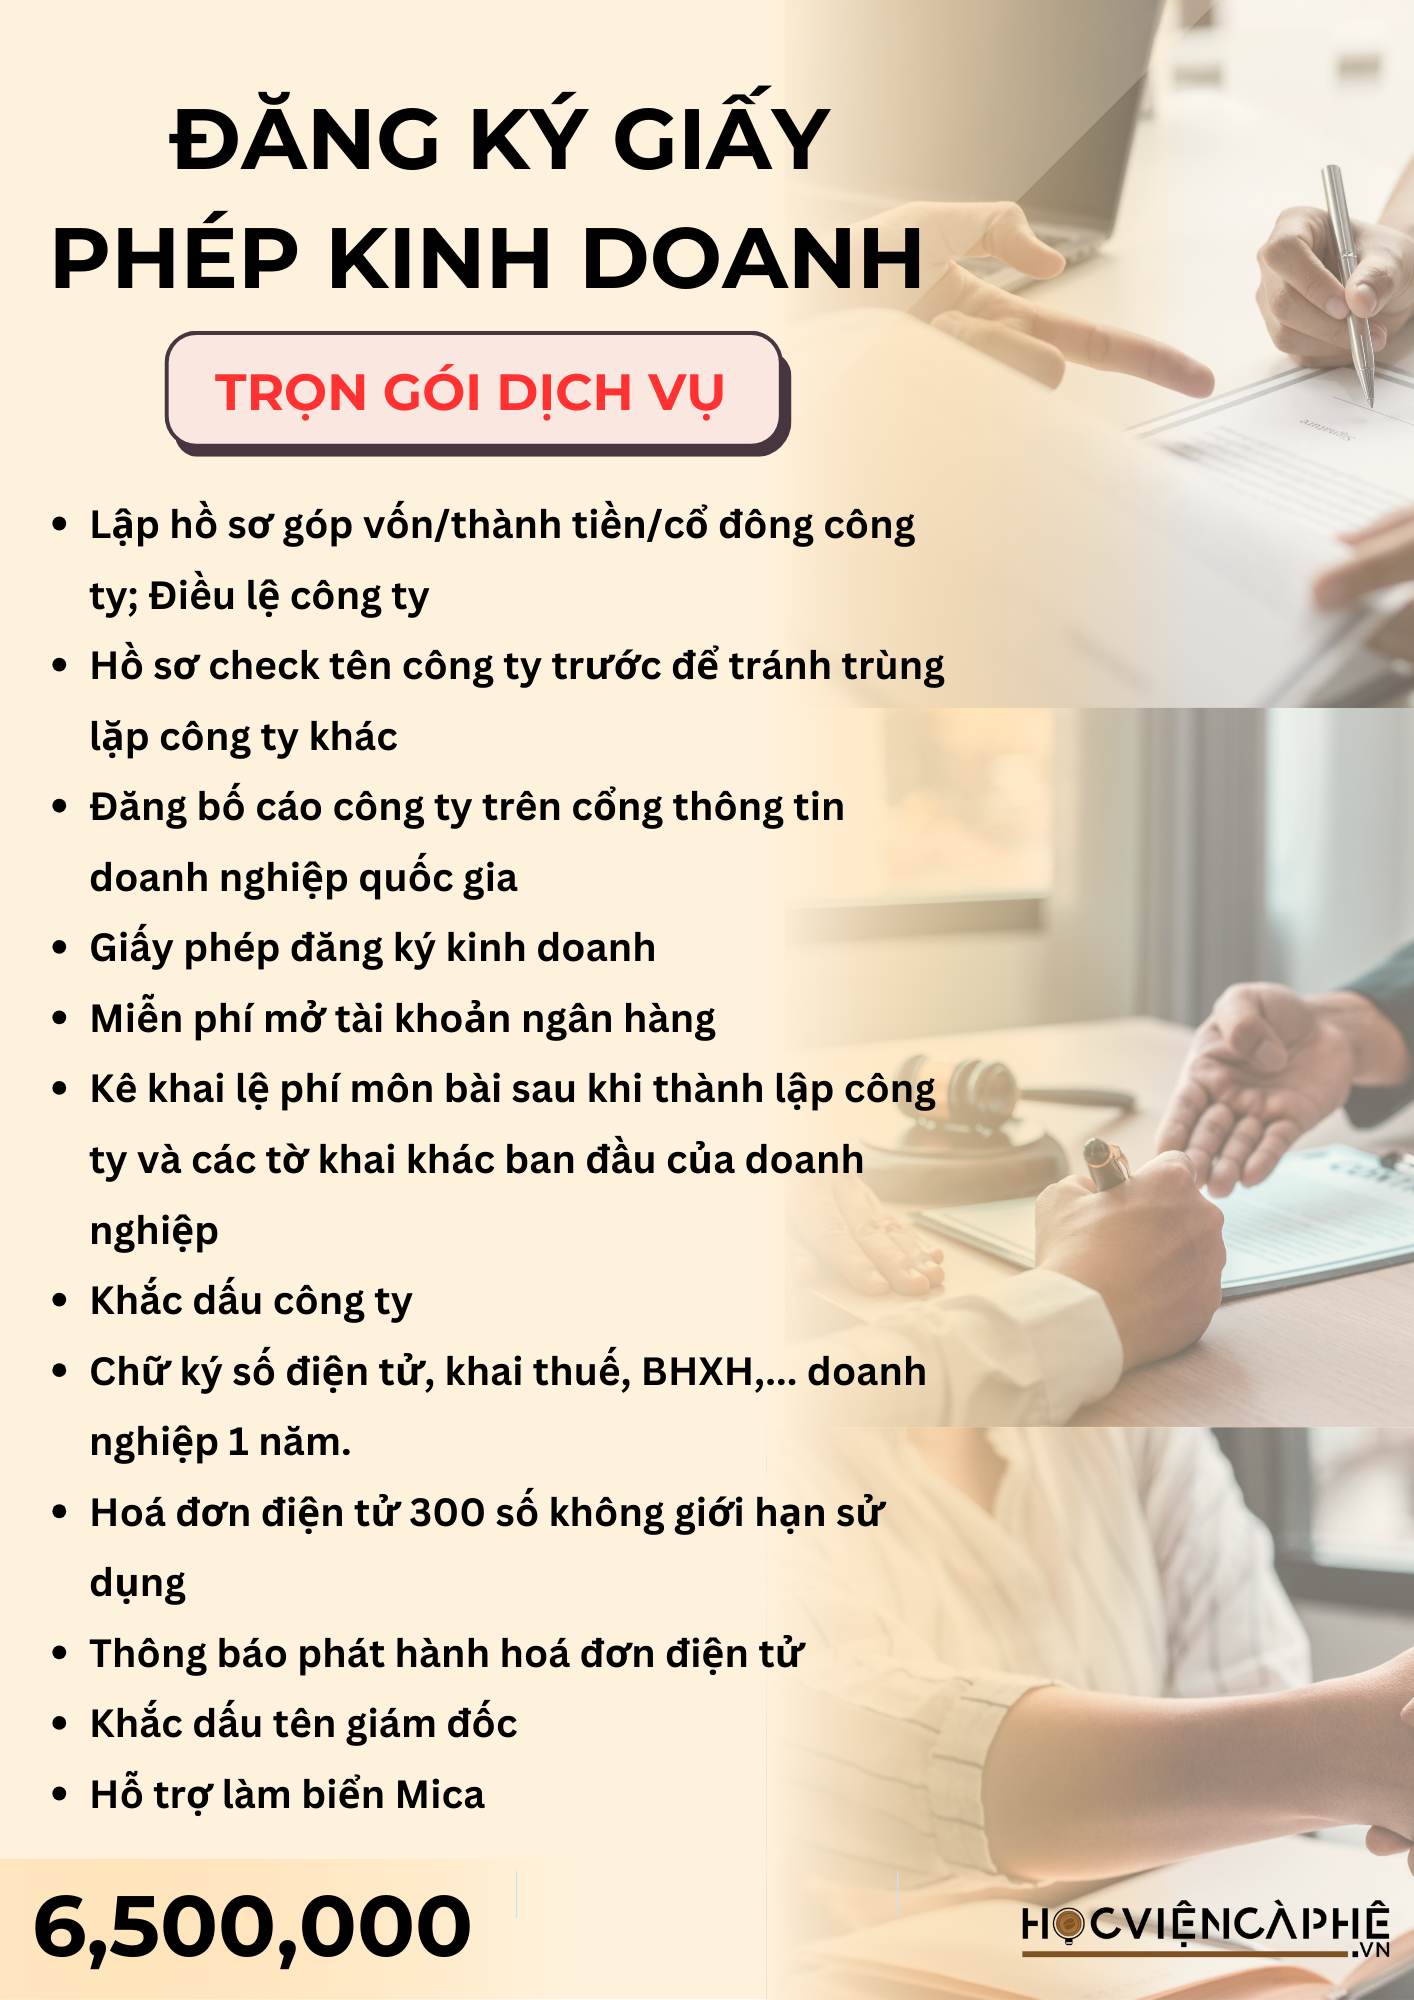 ĐĂNG KÝ GIẤY
PHÉP KINH DOANH
TRỌN GÓI DỊCH VỤ
• Lập hồ sơ góp vốn/thành tiền/cổ đông công
ty; Điều lệ công ty
• Hồ sơ check tên công ty trước để tránh trùng
lặp công ty khác
• Đăng bố cáo công ty trên cổng thông tin
doanh nghiệp quốc gia
• Giấy phép đăng ký kinh doanh
• Miễn phí mở tài khoản ngân hàng
• Kê khai lệ phí môn bài sau khi thành lập công
ty và các tờ khai khác ban đầu của doanh
nghiệp
• Khắc dấu công ty
• Chữ ký số điện tử, khai thuế, BHXH,... doanh
nghiệp 1 năm.
• Hoá đơn điện tử 300 số không giới hạn sử
dụng
• Thông báo phát hành hoá đơn điện tử
• Khắc dấu tên giám đốc
• Hỗ trợ làm biển Mica
6,500,000
HỌCVIỆNCÀPHÊ
.VN
Signature